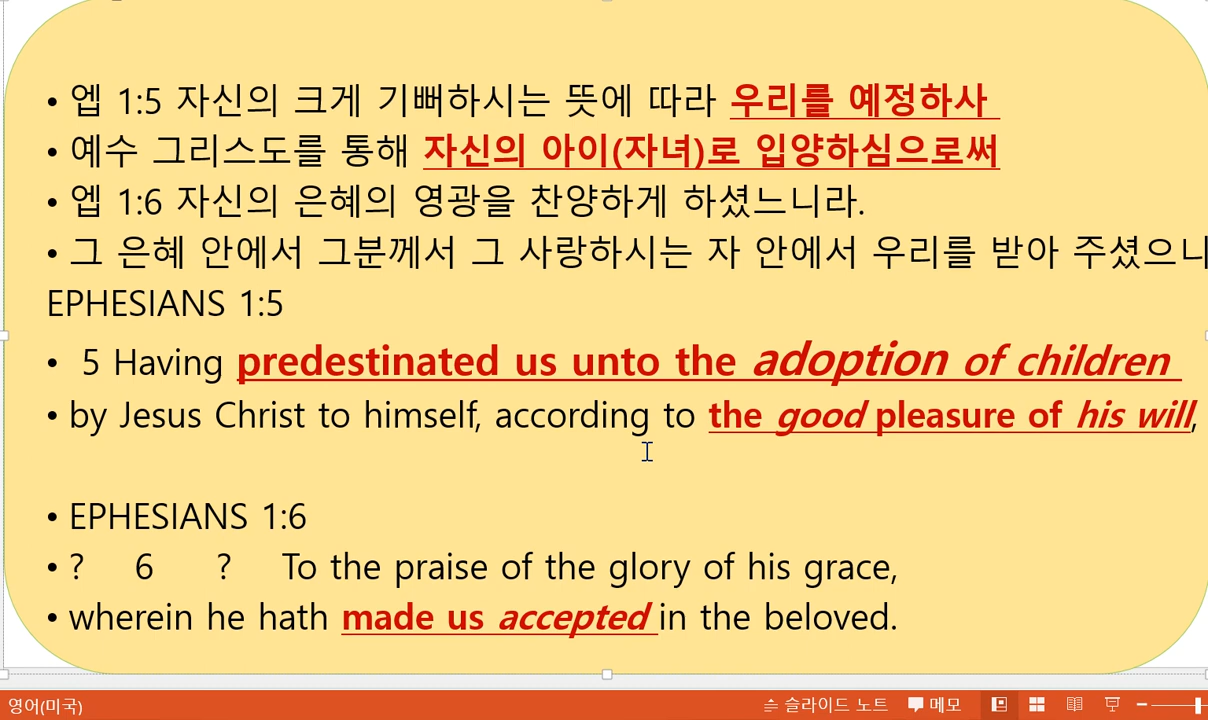 • 엡 1:5 자신의 크게 기뻐하시는 뜻에 따라 우리를 예정하사
• 예수 그리스도를 통해 자신의 아이(자녀)로 입양하심으로써
• 엡 1:6 자신의 은혜의 영광을 찬양하게 하셨느니라.
• 그 은혜 안에서 그분께서 그 사랑하시는 자 안에서 우리를 받아 주셨으니
EPHESIANS 1:5
• 5 Having predestinated us unto the adoption of children
• by Jesus Christ to himself, according to the good pleasure of his will,
• EPHESIANS 1:6
• ? 6 ? To the praise of the glory of his grace,
• wherein he hath made us accepted in the beloved.
영어(미국) 슬라이드 노트 메모